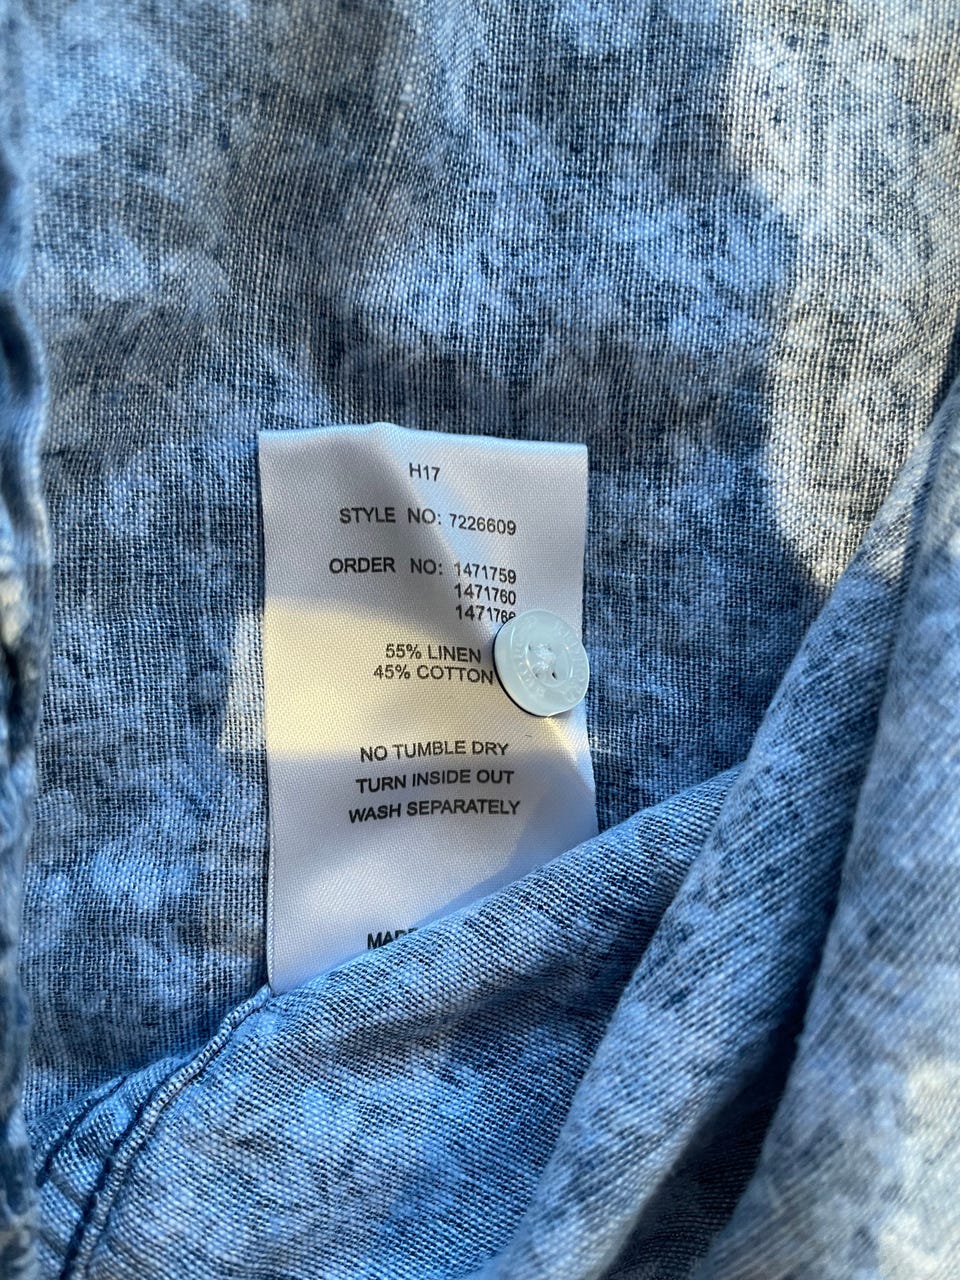 H17
STYLE NO: 7226609
ORDER NO: 1471759
1471760
1471766
55% LINEN
45% COTTON
NO TUMBLE DRY
TURN INSIDE OUT
WASH SEPARATELY